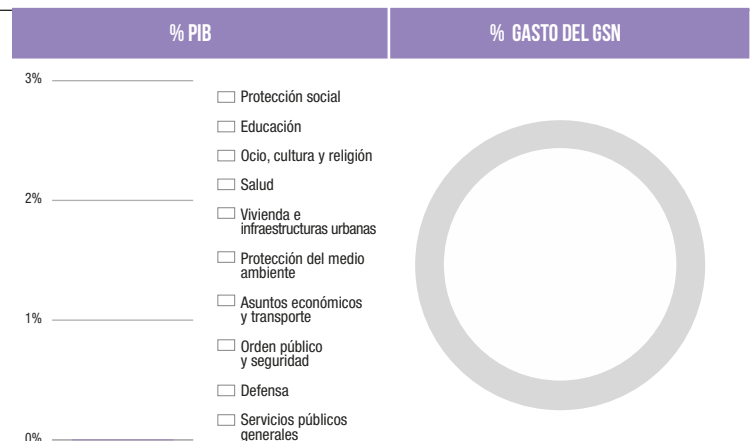 % PIB
% GASTO DEL GSN
3%
2%
1%
0%
Protección social
Educación
Ocio, cultura y religión
Salud
Vivienda e
infraestructuras urbanas
Protección del medio
ambiente
Asuntos económicos
y transporte
Orden público
y seguridad
Defensa
Servicios públicos
generales